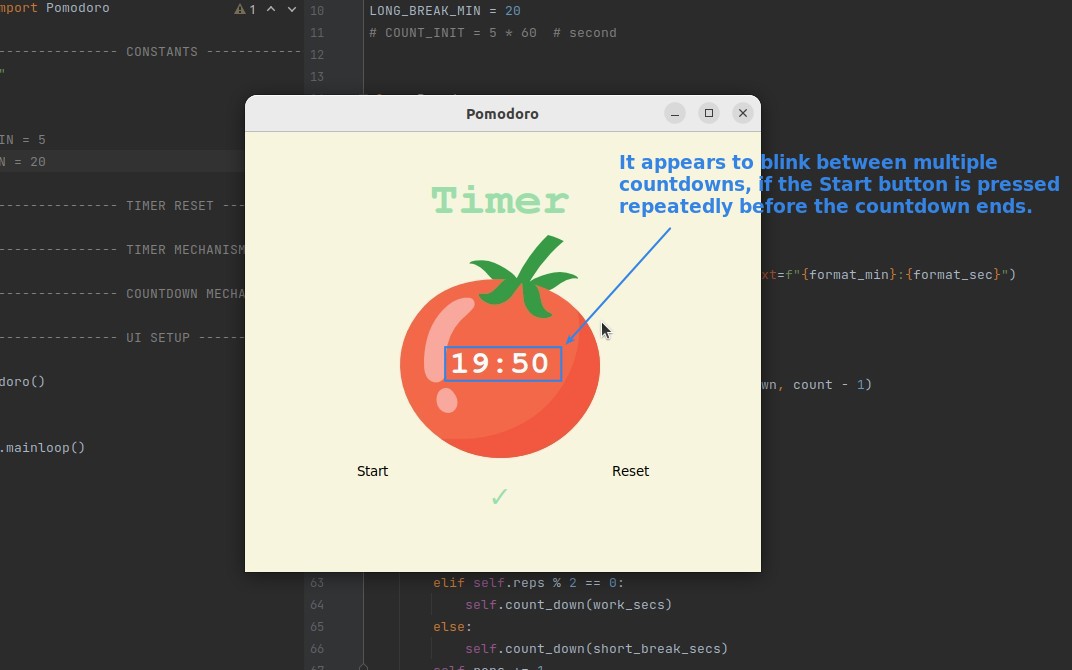 mport Pomodoro
1
--------------- CONSTANTS ------------
"
IN = 5
N = 20
--------------- TIMER RESET ---
--------------- TIMER MECHANISM
--------------- COUNTDOWN MECHA
--------------- UI SETUP ------
doro()
.mainloop()
10 LONG_BREAK_MIN = 20
11 # COUNT_INIT = 5 * 60  # second
12
13
Pomodoro
It appears to blink between multiple
countdowns, if the Start button is pressed
repeatedly before the countdown ends.
Timer
xt=f"{format_min}:{format_sec}")
19:50
wn, count - 1)
Start
Reset
✓
63 elif self.reps % 2 == 0:
64 self.count_down(work_secs)
65 else:
66 self.count_down(short_break_secs)